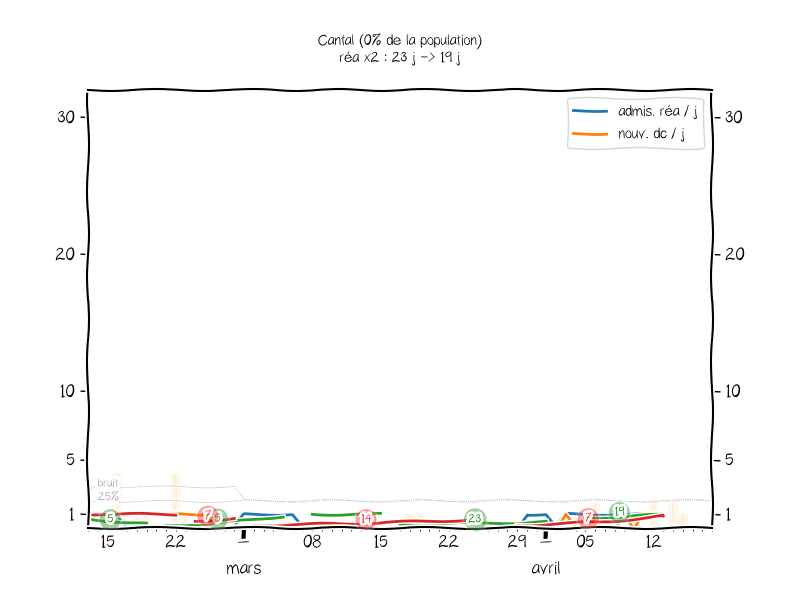 Cantal (0% de la population)
réa x2 : 23 j -> 19 j
admis. réa / j
nouv. dc / j
30 30
20 20
10 10
5 5
bruit
25%
1 1
5 7 5 14 23 7 19
15 22 08 15 22 29 05 12
mars avril